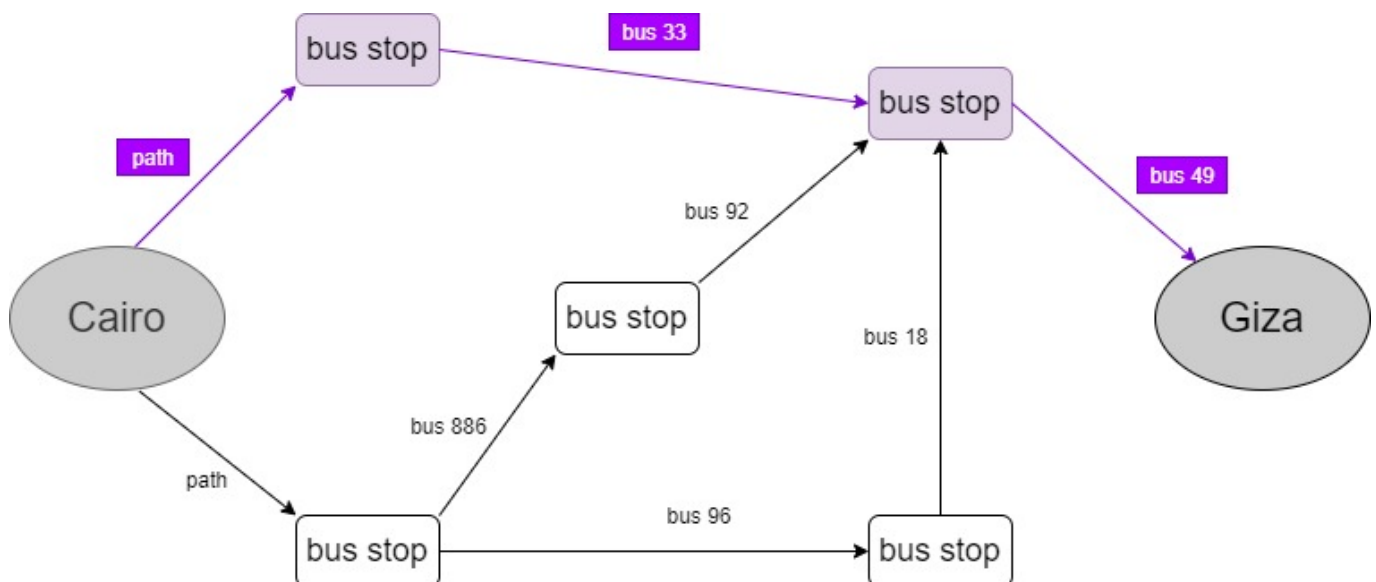 bus stop
bus 33
bus stop
path
bus 49
bus 92
Cairo
bus stop
Giza
bus 18
bus 886
path
bus 96
bus stop
bus stop